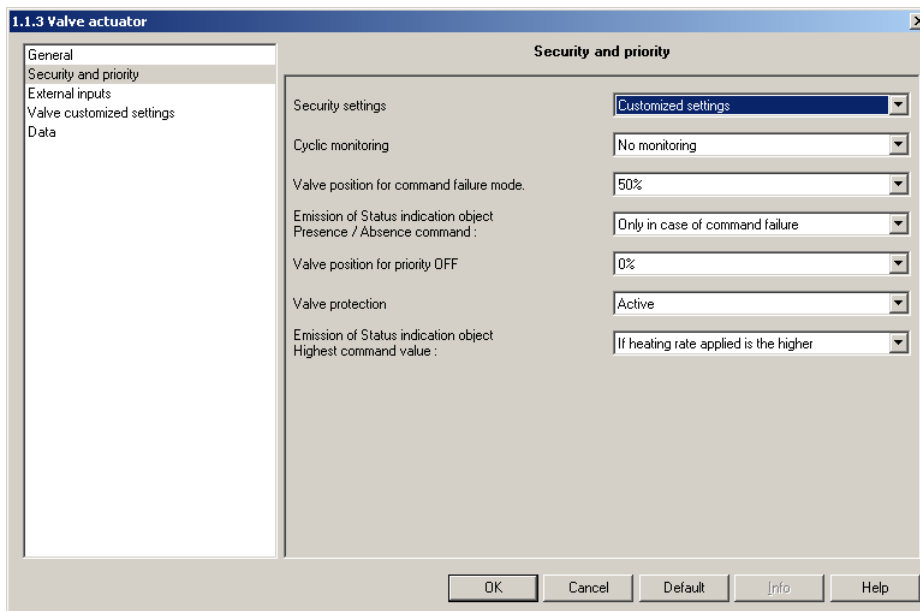 1.1.3 Valve actuator
General
Security and priority
External inputs
Valve customized settings
Data
Security and priority
Security settings
Customized settings
Cyclic monitoring
No monitoring
Valve position for command failure mode.
50%
Emission of Status indication object
Presence / Absence command :
Only in case of command failure
Valve position for priority OFF
0%
Valve protection
Active
Emission of Status indication object
Highest command value :
If heating rate applied is the higher
OK
Cancel
Default
Info
Help